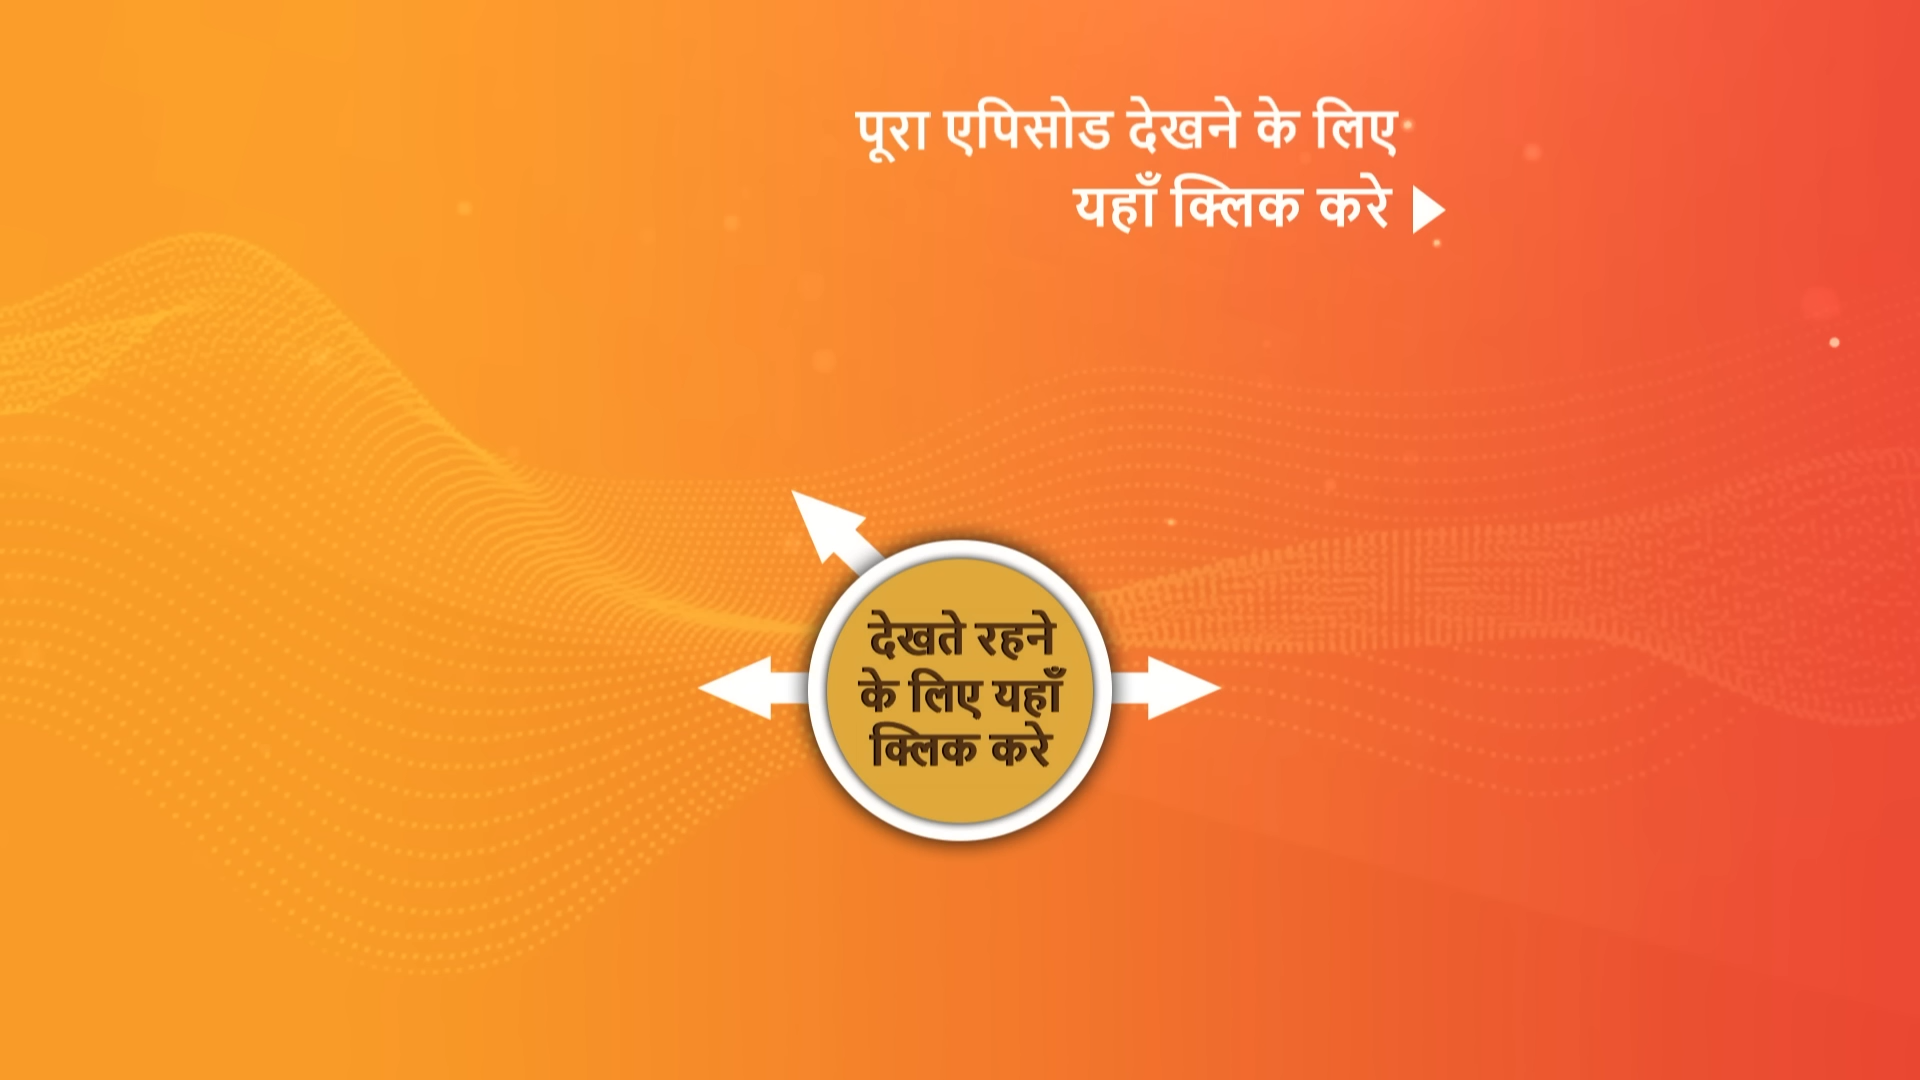 पूरा एपिसोड देखने के लिए
यहाँ क्लिक करे
देखते रहने
के लिए यहाँ
क्लिक करे